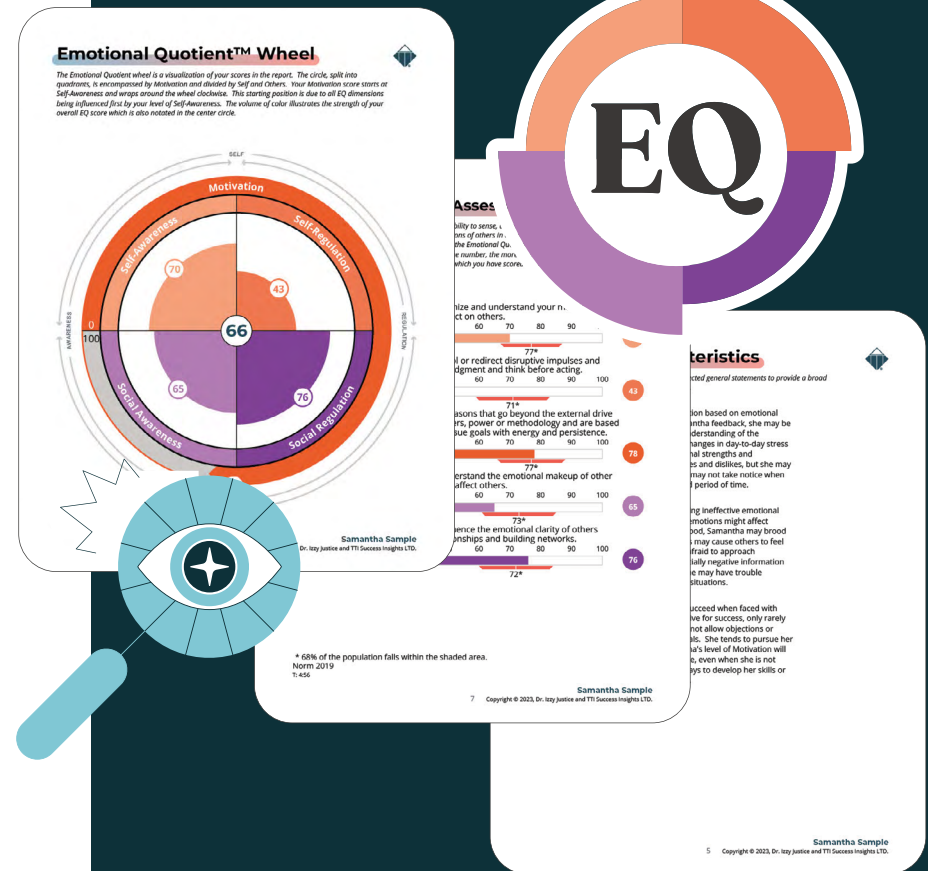 Emotional Quotient™ Wheel
The Emotional Quotient wheel is a visualization of your scores in the report. The circle, split into
quadrants, is encompassed by Motivation and divided by Self and Others. Your Motivation score starts at
Self-Awareness and wraps around the wheel clockwise. This starting position is due to all EQ dimensions
being influenced first by your level of Self-Awareness. The volume of color illustrates the strength of your
overall EQ score which is also notated in the center circle.
SELF
Motivation
Self-Awareness
Self-Regulation
70
43
AWARENESS
REGULATION
0
66
100
65
76
Social Awareness
Social Regulation
Samantha Sample
Dr. Izzy Justice and TTI Success Insights LTD.
EQ
Asses
bility to sense,
ons of others in
the Emotional Qu
e number, the mor
which you have score
nize and understand your
ct on others.
60 70 80 90
77*
ol or redirect disruptive impulses and
dgment and think before acting.
60 70 80 90 100
43
71*
asons that go beyond the external drive
ers, power or methodology and are based
sue goals with energy and persistence.
60 70 80 90 100
78
77*
erstand the emotional makeup of other
affect others.
60 70 80 90 100
65
73*
ence the emotional clarity of others
onships and building networks.
60 70 80 90 100
76
72*
* 68% of the population falls within the shaded area.
Norm 2019
T: 4:56
Samantha Sample
7 Copyright © 2023, Dr. Izzy Justice and TTI Success Insights LTD.
teristics
ected general statements to provide a broad
ion based on emotional
antha feedback, she may be
derstanding of the
hanges in day-to-day stress
nal strengths and
es and dislikes, but she may
may not take notice when
d period of time.
ng ineffective emotional
emotions might affect
ood, Samantha may brood
s may cause others to feel
afraid to approach
ially negative information
e may have trouble
situations.
ucceed when faced with
ive for success, only rarely
not allow objections or
als. She tends to pursue her
ha's level of Motivation will
e, even when she is not
ays to develop her skills or
Samantha Sample
5 Copyright © 2023, Dr. Izzy Justice and TTI Success Insights LTD.